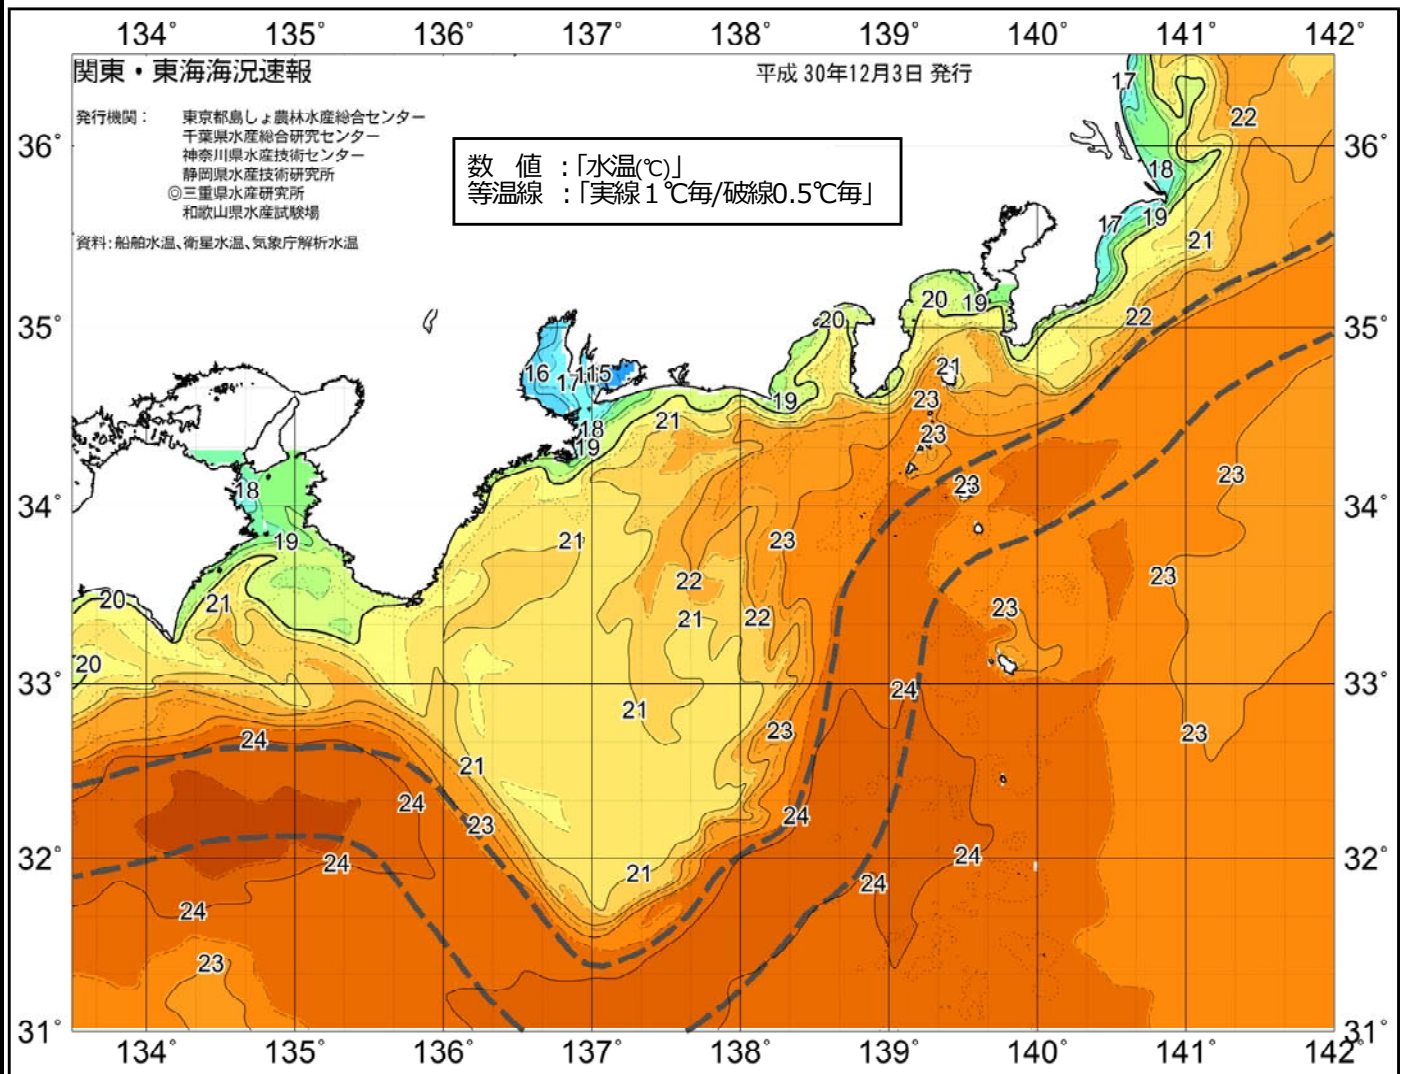 134° 135° 136° 137° 138° 139° 140° 141° 142°
関東・東海海況速報
平成 30年12月3日 発行
発行機関： 東京都島しょ農林水産総合センター
千葉県水産総合研究センター
神奈川県水産技術センター
静岡県水産技術研究所
◎三重県水産研究所
和歌山県水産試験場
資料：船舶水温、衛星水温、気象庁解析水温
数　値　：「水温(℃)」
等温線　：「実線１℃毎/破線0.5℃毎」
17
22
36° 36°
18
17 19
21
20 19
22
35° 20 35°
21
16 17 15
23 19
21
18 23
19
23
18 23
34° 34°
19 21 23
23
22
20 21 23
21 22
20
33° 24 33°
21
23 23
24
21
24 23 24
32° 24 24 32°
21 24
24
23
31° 31°
134° 135° 136° 137° 138° 139° 140° 141° 142°